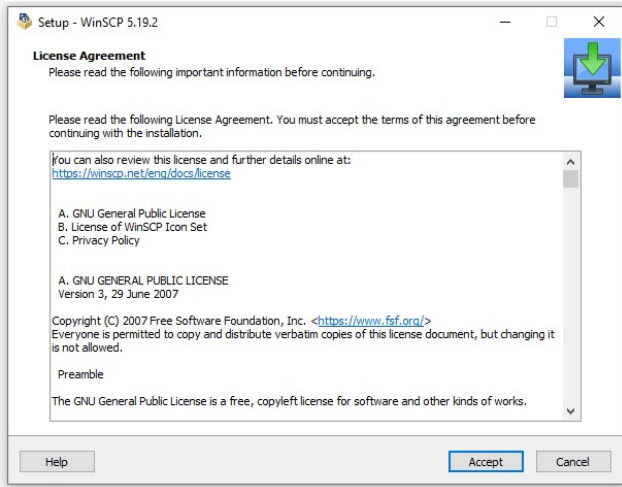 Setup - WinSCP 5.19.2
License Agreement
Please read the following important information before continuing.
Please read the following License Agreement. You must accept the terms of this agreement before
continuing with the installation.
You can also review this license and further details online at:
https://winscp.net/eng/docs/license
A. GNU General Public License
B. License of WinSCP Icon Set
C. Privacy Policy
A. GNU GENERAL PUBLIC LICENSE
Version 3, 29 June 2007
Copyright (C) 2007 Free Software Foundation, Inc. <https://www.fsf.org/>
Everyone is permitted to copy and distribute verbatim copies of this license document, but changing it
is not allowed.
Preamble
The GNU General Public License is a free, copyleft license for software and other kinds of works.
Help
Accept
Cancel